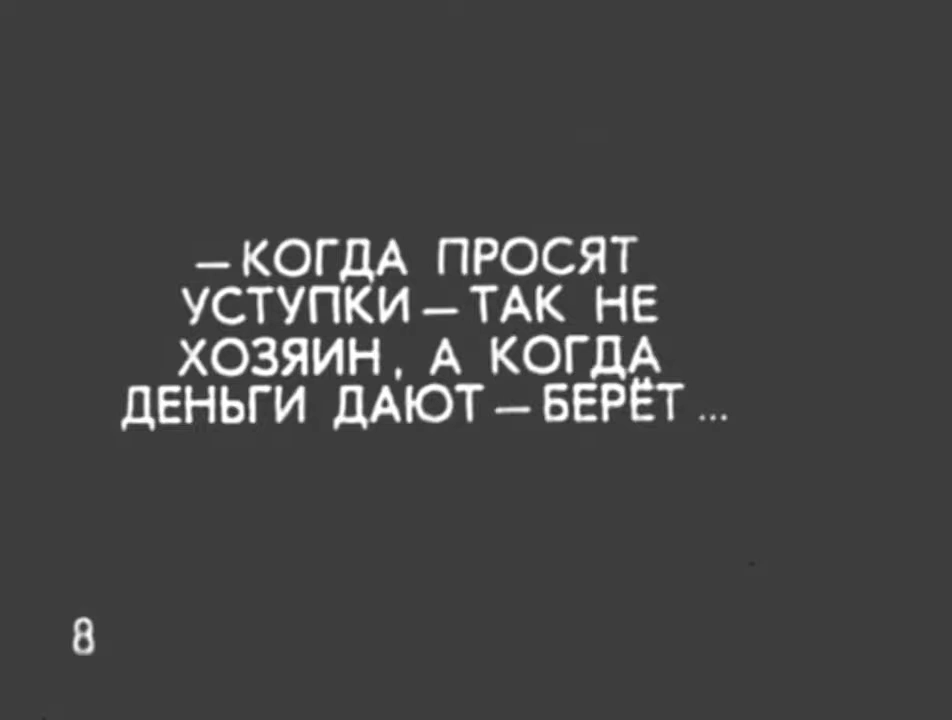 — КОГДА ПРОСЯТ
УСТУПКИ — ТАК НЕ
ХОЗЯИН, А КОГДА
ДЕНЬГИ ДАЮТ — БЕРЁТ ...
8